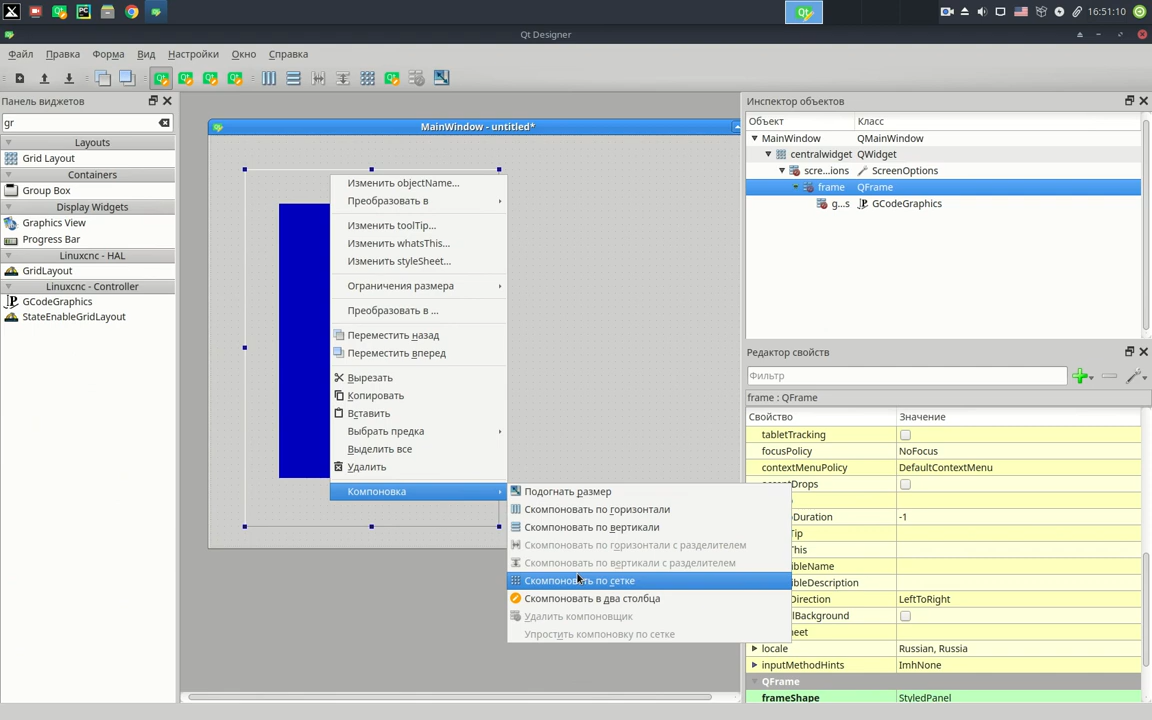 16:51:10
Qt Designer
Файл Правка Форма Вид Настройки Окно Справка
Панель виджетов
gr
Layouts
Grid Layout
Containers
Group Box
Display Widgets
Graphics View
Progress Bar
Linuxcnc - HAL
GridLayout
Linuxcnc - Controller
GCodeGraphics
StateEnableGridLayout
MainWindow - untitled*
Изменить objectName...
Преобразовать в
Изменить toolTip...
Изменить whatsThis...
Изменить styleSheet...
Ограничения размера
Преобразовать в ...
Переместить назад
Переместить вперед
Вырезать
Копировать
Вставить
Выбрать предка
Выделить все
Удалить
Компоновка
Подогнать размер
Скомпоновать по горизонтали
Скомпоновать по вертикали
Скомпоновать по горизонтали с разделителем
Скомпоновать по вертикали с разделителем
Скомпоновать по сетке
Скомпоновать в два столбца
Удалить компоновщик
Упростить компоновку по сетке
Инспектор объектов
Объект Класс
MainWindow QMainWindow
centralwidget QWidget
scre...ions ScreenOptions
frame QFrame
g...s GCodeGraphics
Редактор свойств
Фильтр
frame : QFrame
Свойство Значение
tabletTracking
focusPolicy NoFocus
contextMenuPolicy DefaultContextMenu
ceptDrops
pDuration -1
Tip
This
ibleName
ibleDescription
Direction LeftToRight
lBackground
heet
locale Russian, Russia
inputMethodHints ImhNone
QFrame
frameShape StyledPanel